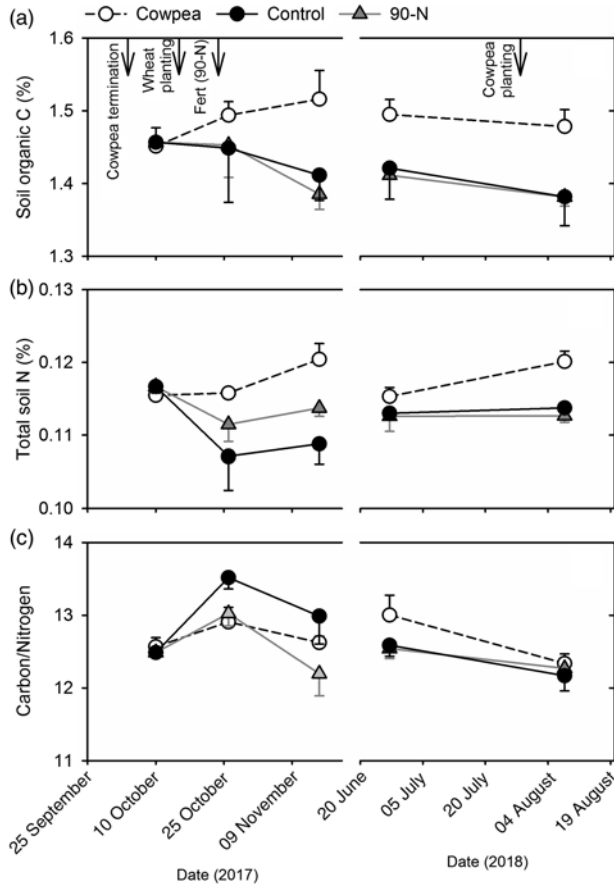 (a) Cowpea Control 90-N
1.6
1.5
1.4
1.3
Soil organic C (%)
Cowpea termination
Wheat
planting
Fert (90-N)
Cowpea
planting
(b)
0.13
0.12
0.11
0.10
Total soil N (%)
(c)
14
13
12
11
Carbon/Nitrogen
25 September
10 October
25 October
09 November
20 June
05 July
20 July
04 August
19 August
Date (2017)
Date (2018)